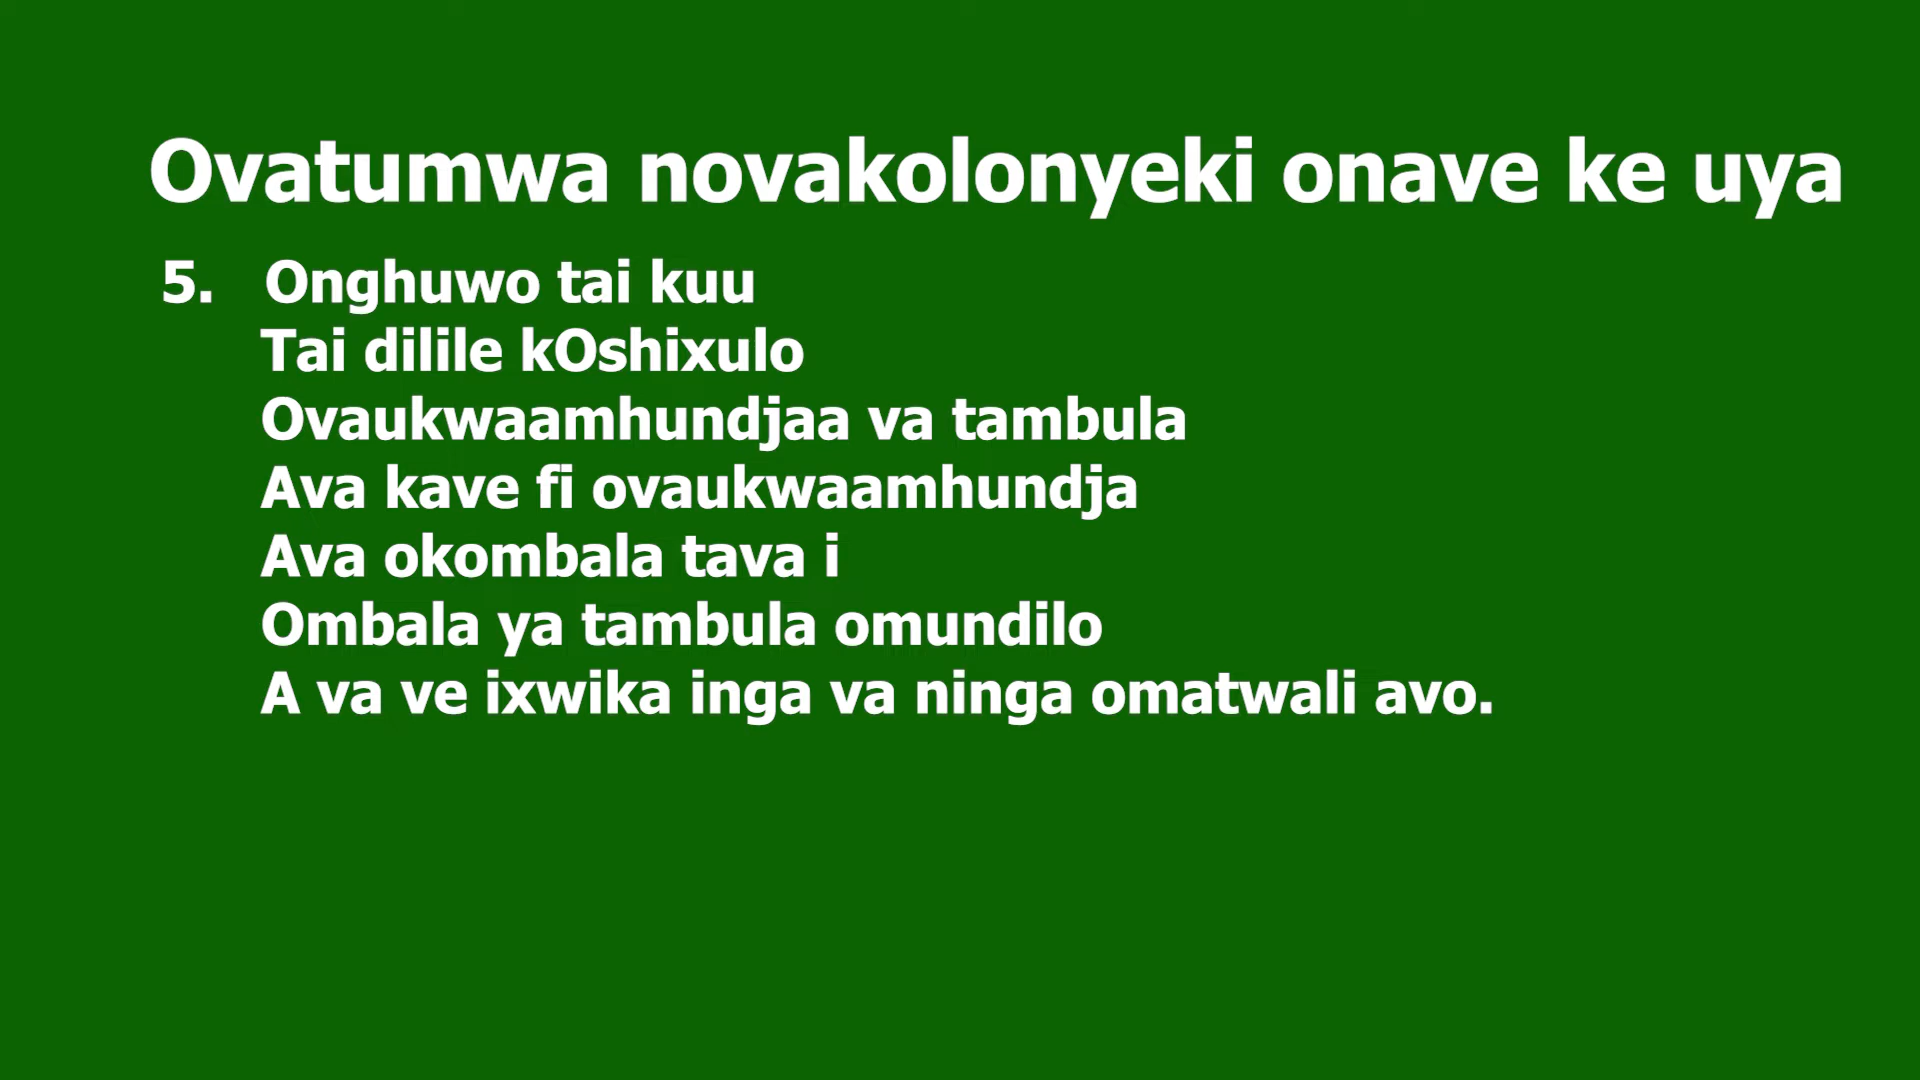 Ovatumwa novakolonyeki onave ke uya
5. Onghuwo tai kuu
Tai dilile kOshixulo
Ovaukwaamhundjaa va tambula
Ava kave fi ovaukwaamhundja
Ava okombala tava i
Ombala ya tambula omundilo
A va ve ixwika inga va ninga omatwali avo.